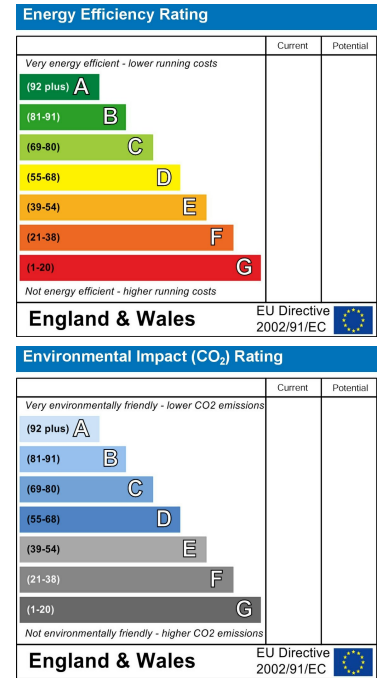 Energy Efficiency Rating
Current Potential
Very energy efficient - lower running costs
(92 plus) A
(81-91) B
(69-80) C
(55-68) D
(39-54) E
(21-38) F
(1-20) G
Not energy efficient - higher running costs
England & Wales
EU Directive
2002/91/EC
Environmental Impact (CO₂) Rating
Current Potential
Very environmentally friendly - lower CO2 emissions
(92 plus) A
(81-91) B
(69-80) C
(55-68) D
(39-54) E
(21-38) F
(1-20) G
Not environmentally friendly - higher CO2 emissions
England & Wales
EU Directive
2002/91/EC